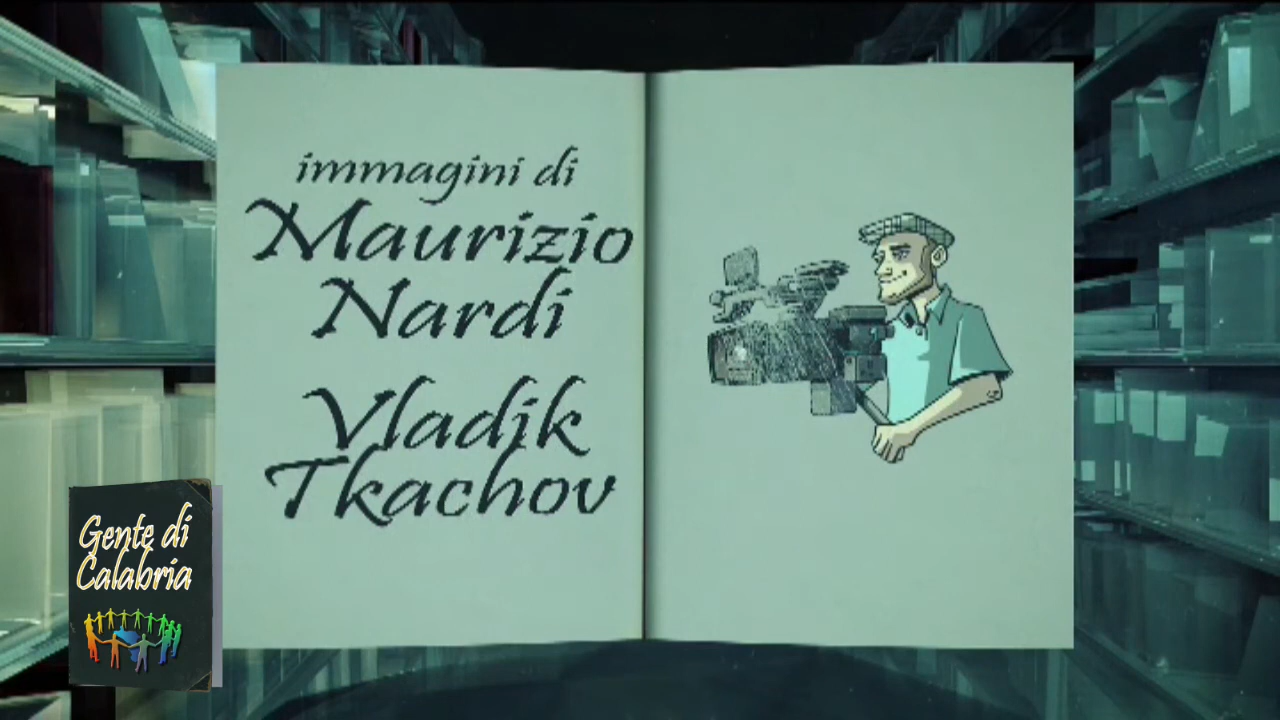 immagini di
Maurizio
Nardi
Vladik
Tkachov
Gente di
Calabria